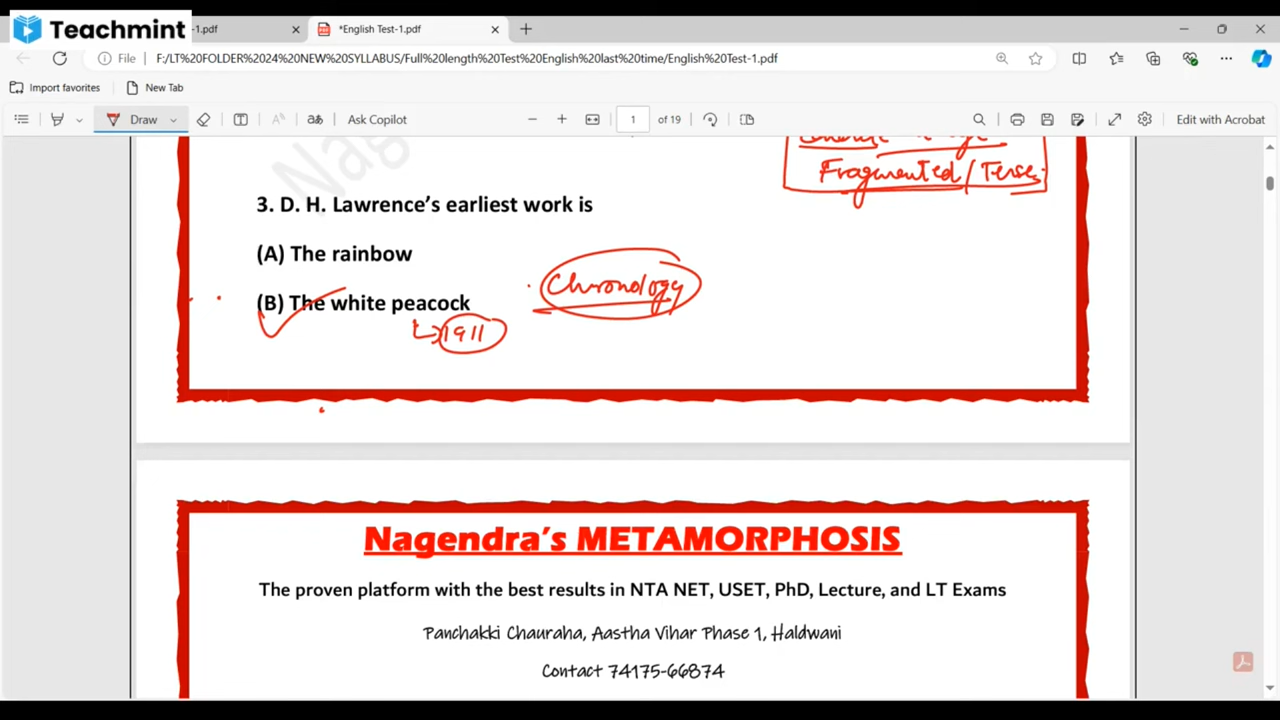 Teachmint
-1.pdf
*English Test-1.pdf
File F:/LT%20FOLDER%202024%20NEW%20SYLLABUS/Full%20length%20Test%20English%20last%20time/English%20Test-1.pdf
Import favorites New Tab
Draw Ask Copilot 1 of 19 Edit with Acrobat
Nag
Fragmented / Terse
3. D. H. Lawrence’s earliest work is
(A) The rainbow
Chronology
(B) The white peacock
1911
Nagendra’s METAMORPHOSIS
The proven platform with the best results in NTA NET, USET, PhD, Lecture, and LT Exams
Panchakki Chauraha, Aastha Vihar Phase 1, Haldwani
Contact 74175-66874